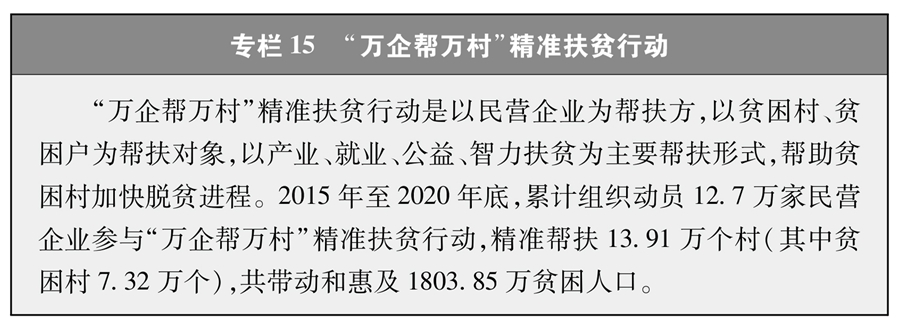 专栏 15 “万企帮万村”精准扶贫行动
“万企帮万村”精准扶贫行动是以民营企业为帮扶方，以贫困村、贫
困户为帮扶对象，以产业、就业、公益、智力扶贫为主要帮扶形式，帮助贫
困村加快脱贫进程。2015 年至 2020 年底，累计组织动员 12.7 万家民营
企业参与“万企帮万村”精准扶贫行动，精准帮扶 13.91 万个村（其中贫
困村 7.32 万个），共带动和惠及 1803.85 万贫困人口。